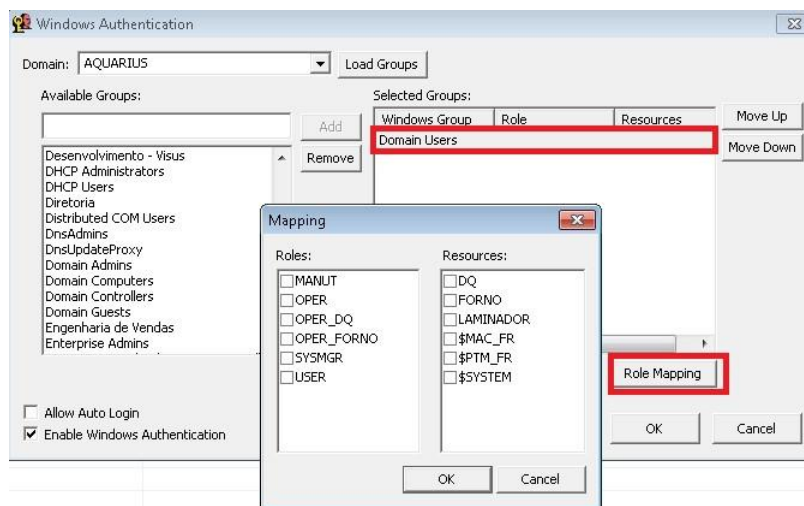 Windows Authentication
Domain: AQUARIUS Load Groups
Available Groups: Selected Groups:
Add Windows Group Role Resources Move Up
Remove Domain Users Move Down
Desenvolvimento - Visus
DHCP Administrators
DHCP Users
Diretoria
Distributed COM Users
DnsAdmins
DnsUpdateProxy
Domain Admins
Domain Computers
Domain Controllers
Domain Guests
Engenharia de Vendas
Enterprise Admins
Mapping
Roles: Resources:
MANUT DQ
OPER FORNO
OPER_DQ LAMINADOR
OPER_FORNO $MAC_FR
SYSMGR $PTM_FR
USER $SYSTEM
OK Cancel
Role Mapping
Allow Auto Login
Enable Windows Authentication
OK Cancel